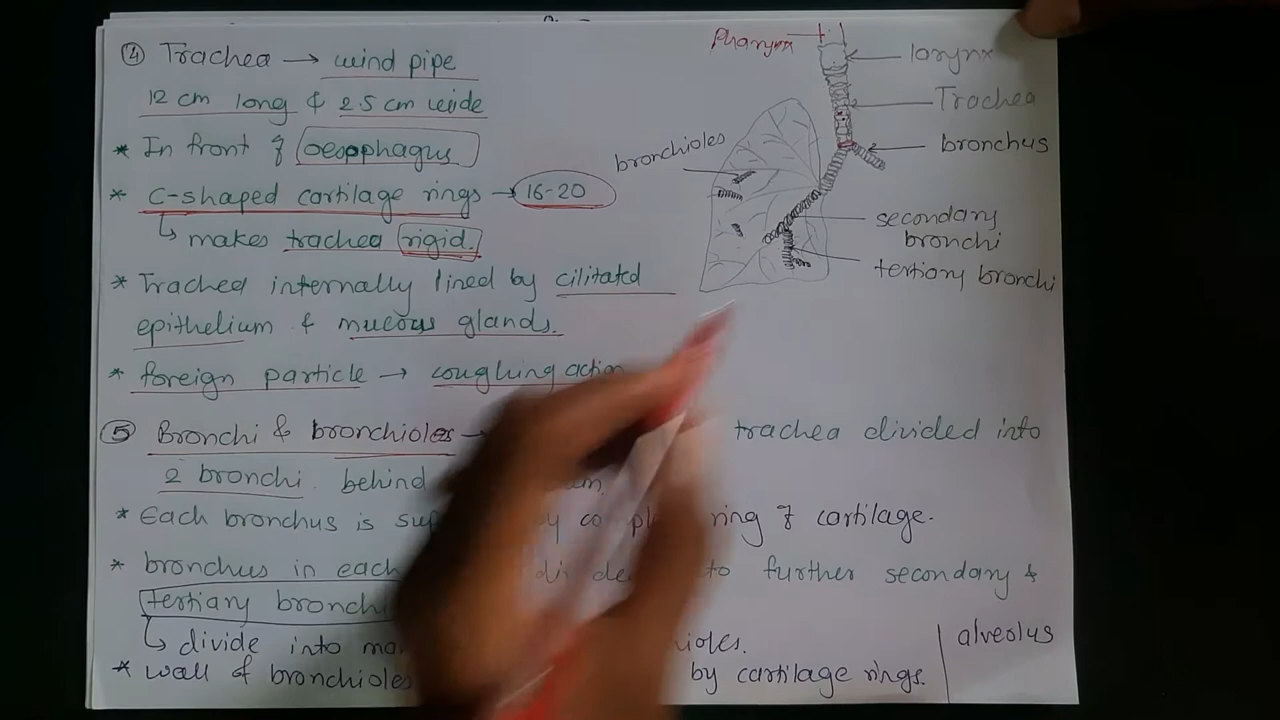 ④ Trachea → wind pipe
12 cm long & 2.5 cm wide
* In front of oesophagus
* C-shaped cartilage rings → 16-20
↳ makes trachea rigid.
* Trachea internally lined by cilitated
epithelium & mucous glands.
* foreign particle → coughing action
⑤ Bronchi & bronchioles → trachea divided into
2 bronchi behind
* Each bronchus is ring of cartilage.
* bronchus in each further secondary &
tertiary bronchi
↳ divide into
* wall of bronchioles by cartilage rings.
alveolus
Pharynx
larynx
Trachea
bronchus
bronchioles
secondary
bronchi
tertiary bronchi